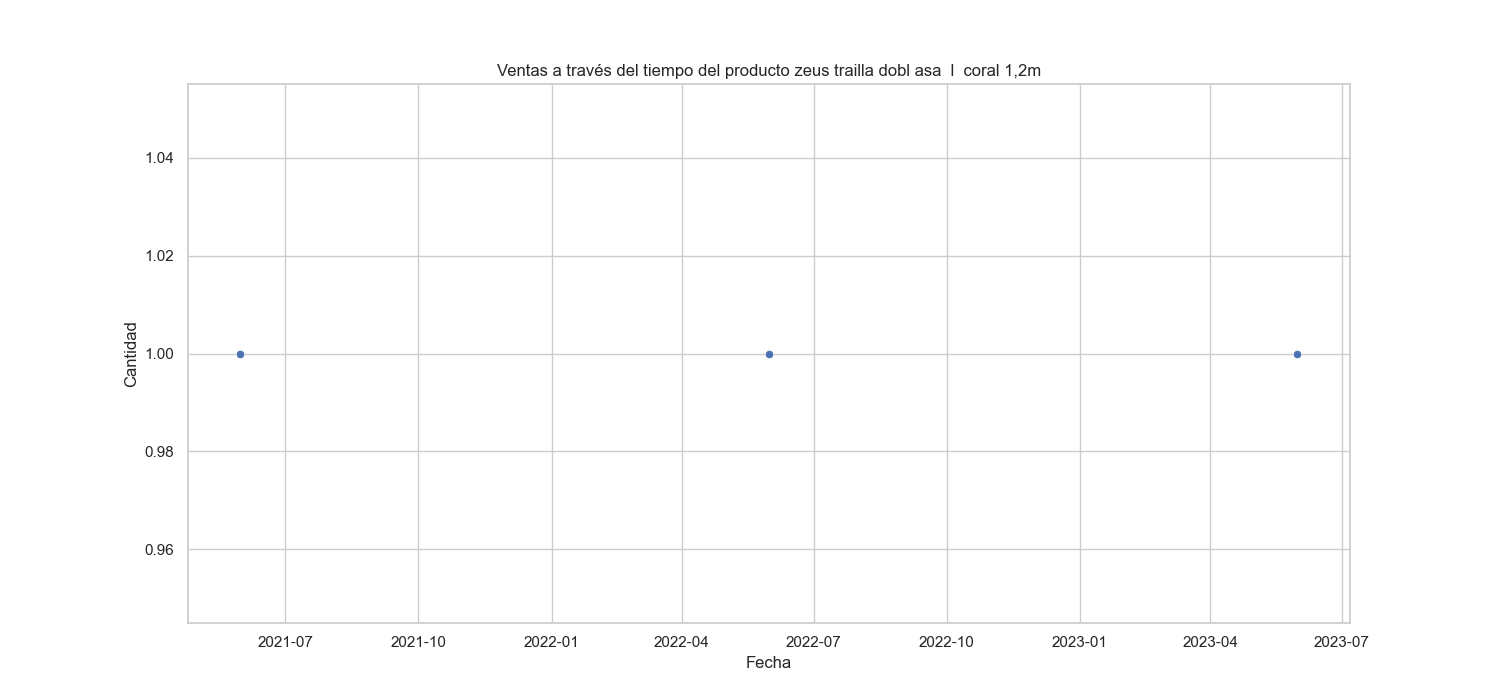 Ventas a través del tiempo del producto zeus trailla dobl asa  l  coral 1,2m
1.04
1.02
1.00
0.98
0.96
Cantidad
2021-07 2021-10 2022-01 2022-04 2022-07 2022-10 2023-01 2023-04 2023-07
Fecha